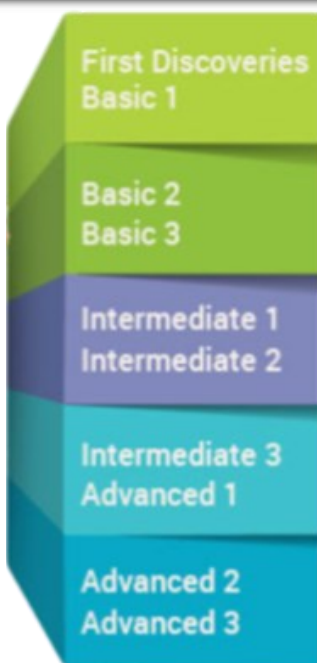 First Discoveries
Basic 1
Basic 2
Basic 3
Intermediate 1
Intermediate 2
Intermediate 3
Advanced 1
Advanced 2
Advanced 3